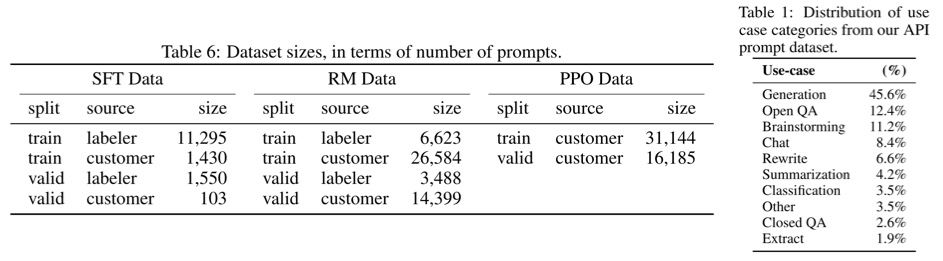 Table 6: Dataset sizes, in terms of number of prompts.
SFT Data RM Data PPO Data
split source size split source size split source size
train labeler 11,295 train labeler 6,623 train customer 31,144
train customer 1,430 train customer 26,584 valid customer 16,185
valid labeler 1,550 valid labeler 3,488
valid customer 103 valid customer 14,399
Table 1: Distribution of use
case categories from our API
prompt dataset.
Use-case (%)
Generation 45.6%
Open QA 12.4%
Brainstorming 11.2%
Chat 8.4%
Rewrite 6.6%
Summarization 4.2%
Classification 3.5%
Other 3.5%
Closed QA 2.6%
Extract 1.9%